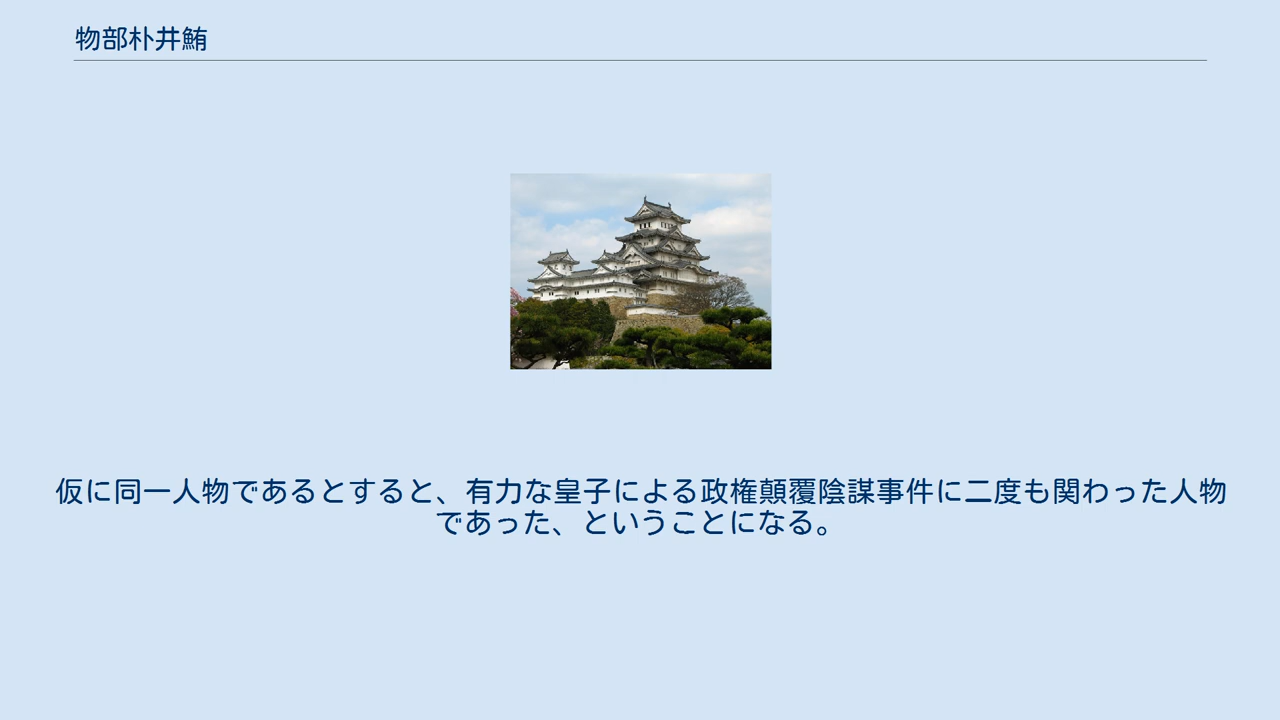 物部朴井鮪
仮に同一人物であるとすると、有力な皇子による政権顛覆陰謀事件に二度も関わった人物
であった、ということになる。